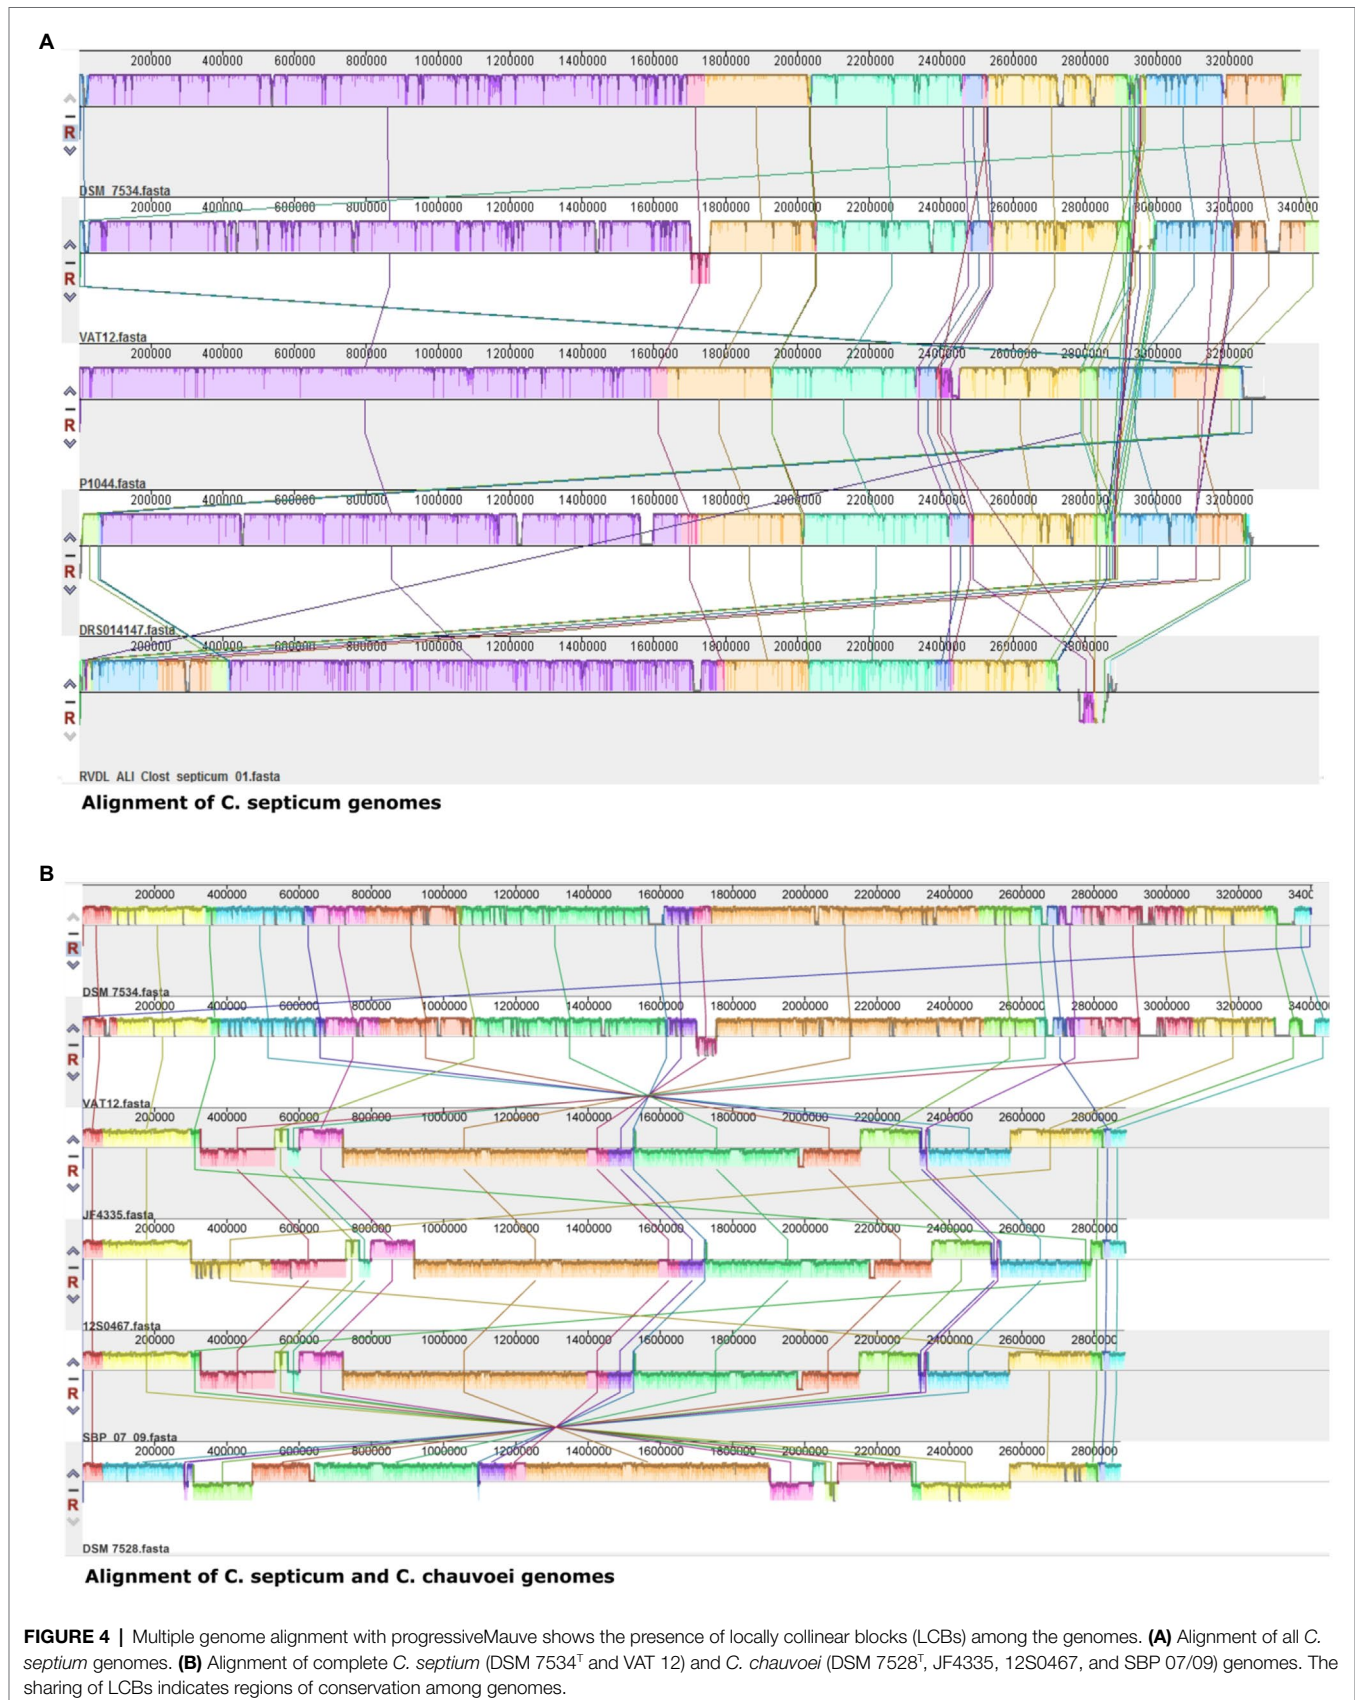 A
200000 400000 600000 800000 1000000 1200000 1400000 1600000 1800000 2000000 2200000 2400000 2600000 2800000 3000000 3200000
R
DSM 7534.fasta
200000 400000 600000 800000 1000000 1200000 1400000 1600000 1800000 2000000 2200000 2400000 2600000 2800000 3000000 3200000 340000
R
VAT12.fasta
200000 400000 600000 800000 1000000 1200000 1400000 1600000 1800000 2000000 2200000 2400000 2600000 2800000 3000000 3200000
R
P1044.fasta
200000 400000 600000 800000 1000000 1200000 1400000 1600000 1800000 2000000 2200000 2400000 2600000 2800000 3000000 3200000
R
DRS014147.fasta
200000 400000 600000 800000 1000000 1200000 1400000 1600000 1800000 2000000 2200000 2400000 2600000 2800000
R
RVDL ALI Clost septicum 01.fasta
Alignment of C. septicum genomes
B
200000 400000 600000 800000 1000000 1200000 1400000 1600000 1800000 2000000 2200000 2400000 2600000 2800000 3000000 3200000 3400
R
DSM 7534.fasta
200000 400000 600000 800000 1000000 1200000 1400000 1600000 1800000 2000000 2200000 2400000 2600000 2800000 3000000 3200000 340000
R
VAT12.fasta
200000 400000 600000 800000 1000000 1200000 1400000 1600000 1800000 2000000 2200000 2400000 2600000 2800000
R
JF4335.fasta
200000 400000 600000 800000 1000000 1200000 1400000 1600000 1800000 2000000 2200000 2400000 2600000 2800000
R
12S0467.fasta
200000 400000 600000 800000 1000000 1200000 1400000 1600000 1800000 2000000 2200000 2400000 2600000 2800000
R
SBP 07 09.fasta
200000 400000 600000 800000 1000000 1200000 1400000 1600000 1800000 2000000 2200000 2400000 2600000 2800000
R
DSM 7528.fasta
Alignment of C. septicum and C. chauvoei genomes
FIGURE 4 | Multiple genome alignment with progressiveMauve shows the presence of locally collinear blocks (LCBs) among the genomes. (A) Alignment of all C.
septium genomes. (B) Alignment of complete C. septium (DSM 7534ᵀ and VAT 12) and C. chauvoei (DSM 7528ᵀ, JF4335, 12S0467, and SBP 07/09) genomes. The
sharing of LCBs indicates regions of conservation among genomes.